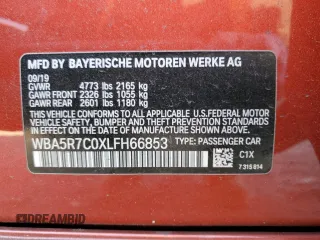 MFD BY BAYERISCHE MOTOREN WERKE AG
09/19
GVWR 4773 lbs 2165 kg
GAWR FRONT 2326 lbs 1055 kg
GAWR REAR 2601 lbs 1180 kg
THIS VEHICLE CONFORMS TO ALL APPLICABLE
U.S. FEDERAL MOTOR VEHICLE SAFETY, BUMPER,
AND THEFT PREVENTION STANDARDS IN EFFECT
ON THE DATE OF MANUFACTURE SHOWN ABOVE.
WBA5R7C0XLFH66853 TYPE: PASSENGER CAR
C1X
7 315 614
DREAMBID